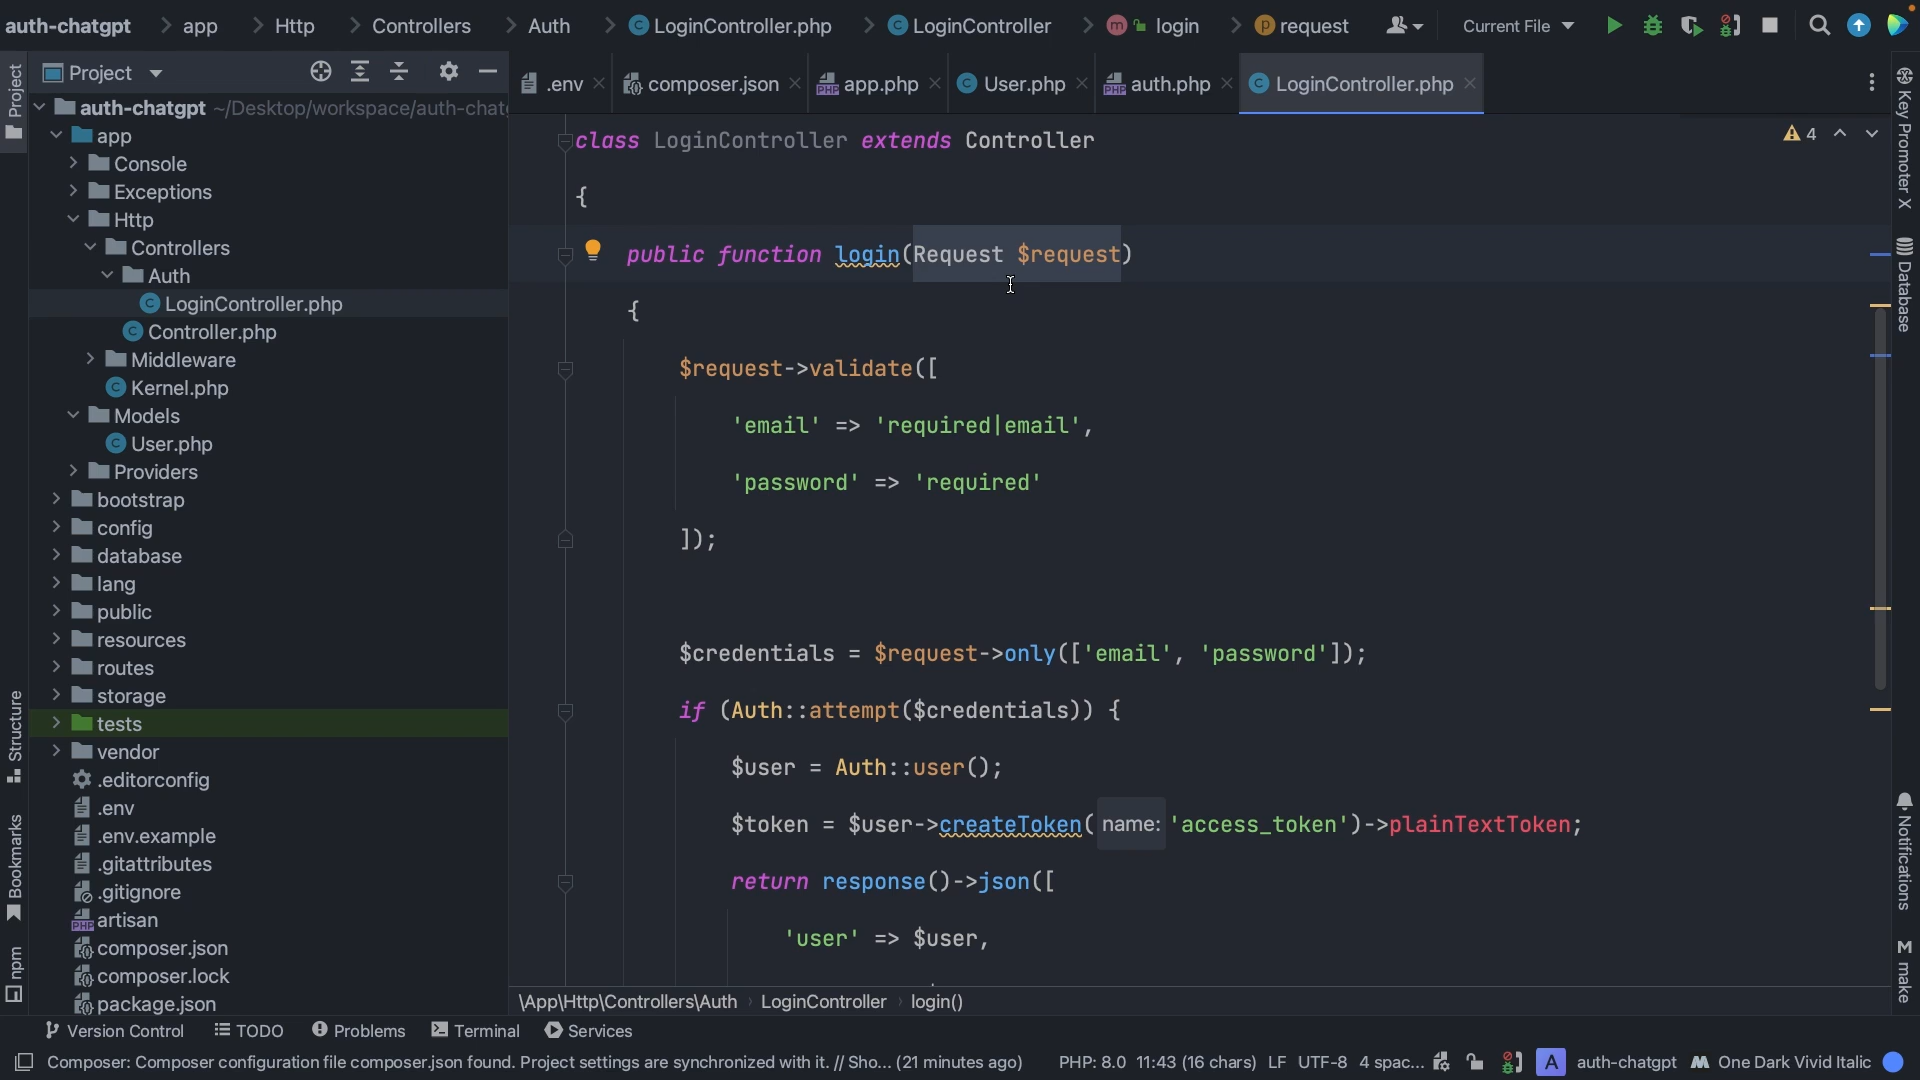 auth-chatgpt app Http Controllers Auth LoginController.php LoginController login request Current File
Project
.env composer.json app.php User.php auth.php LoginController.php
Project
Structure
Bookmarks
npm
auth-chatgpt ~/Desktop/workspace/auth-chat
app
Console
Exceptions
Http
Controllers
Auth
LoginController.php
Controller.php
Middleware
Kernel.php
Models
User.php
Providers
bootstrap
config
database
lang
public
resources
routes
storage
tests
vendor
.editorconfig
.env
.env.example
.gitattributes
.gitignore
artisan
composer.json
composer.lock
package.json
class LoginController extends Controller
4
{
public function login(Request $request)
{
$request->validate([
'email' => 'required|email',
'password' => 'required'
]);
$credentials = $request->only(['email', 'password']);
if (Auth::attempt($credentials)) {
$user = Auth::user();
$token = $user->createToken( name: 'access_token')->plainTextToken;
return response()->json([
'user' => $user,
Key Promoter X
Database
Notifications
make
\App\Http\Controllers\Auth LoginController login()
Version Control TODO Problems Terminal Services
Composer: Composer configuration file composer.json found. Project settings are synchronized with it. // Sho... (21 minutes ago) PHP: 8.0 11:43 (16 chars) LF UTF-8 4 spac... A auth-chatgpt One Dark Vivid Italic